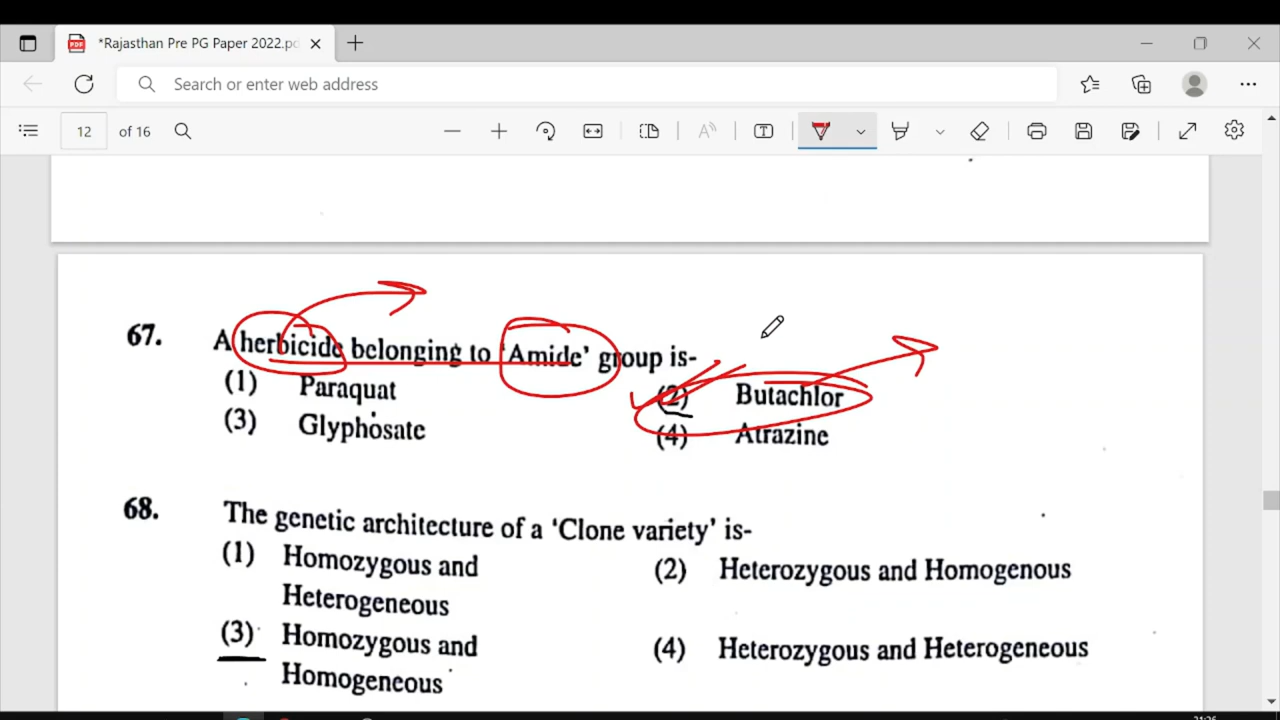 *Rajasthan Pre PG Paper 2022.pd
Search or enter web address
12 of 16
67. A herbicide belonging to 'Amide' group is-
(1) Paraquat (2) Butachlor
(3) Glyphosate (4) Atrazine
68. The genetic architecture of a 'Clone variety' is-
(1) Homozygous and (2) Heterozygous and Homogenous
Heterogeneous
(3) Homozygous and (4) Heterozygous and Heterogeneous
Homogeneous